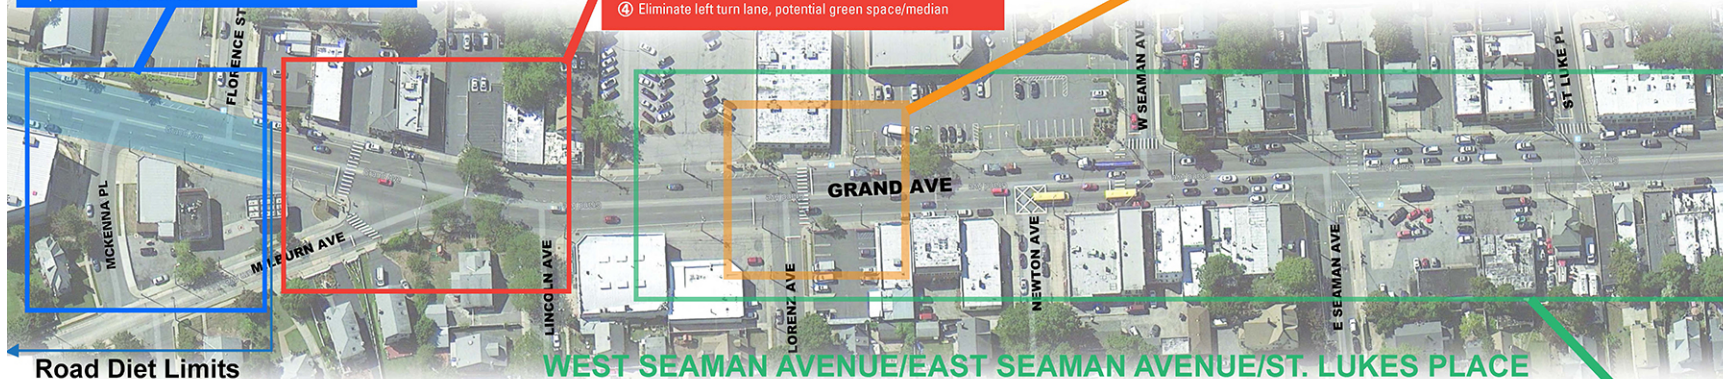 ④ Eliminate left turn lane, potential green space/median
FLORENCE ST
W SEAMAN AVE
ST LUKE PL
MCKENNA PL
GRAND AVE
MILBURN AVE
LINCOLN AVE
LORENZ AVE
NEWTON AVE
E SEAMAN AVE
Road Diet Limits
WEST SEAMAN AVENUE/EAST SEAMAN AVENUE/ST. LUKES PLACE